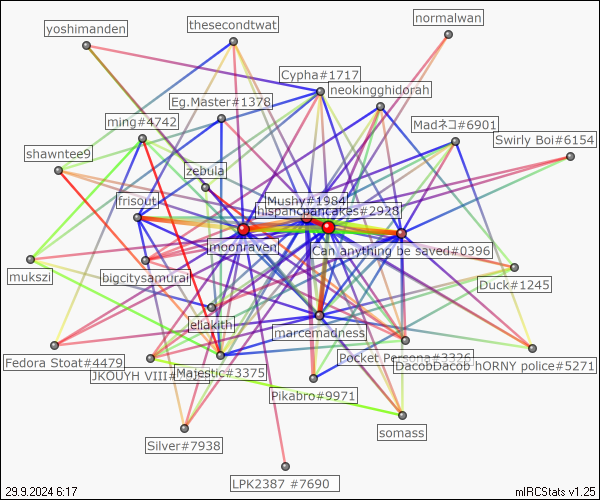 normalwan
thesecondtwat
yoshimanden
Cypha#1717
neokingghidorah
Eg.Master#1378
ming#4742
Madネコ#6901
Swirly Boi#6154
shawntee9
zebula
frisout
Mushy#1984
hispancpancakes#2928
moonraven
Can anything be saved#0396
mukszi
bigcitysamurai
Duck#1245
eliakith
marcemadness
Fedora Stoat#4479
Pocket Persona#3326
DacobDacob hORNY police#5271
JKOUYH VIII#
Majestic#3375
Pikabro#9971
somass
Silver#7938
LPK2387 #7690
29.9.2024 6:17
mIRCStats v1.25